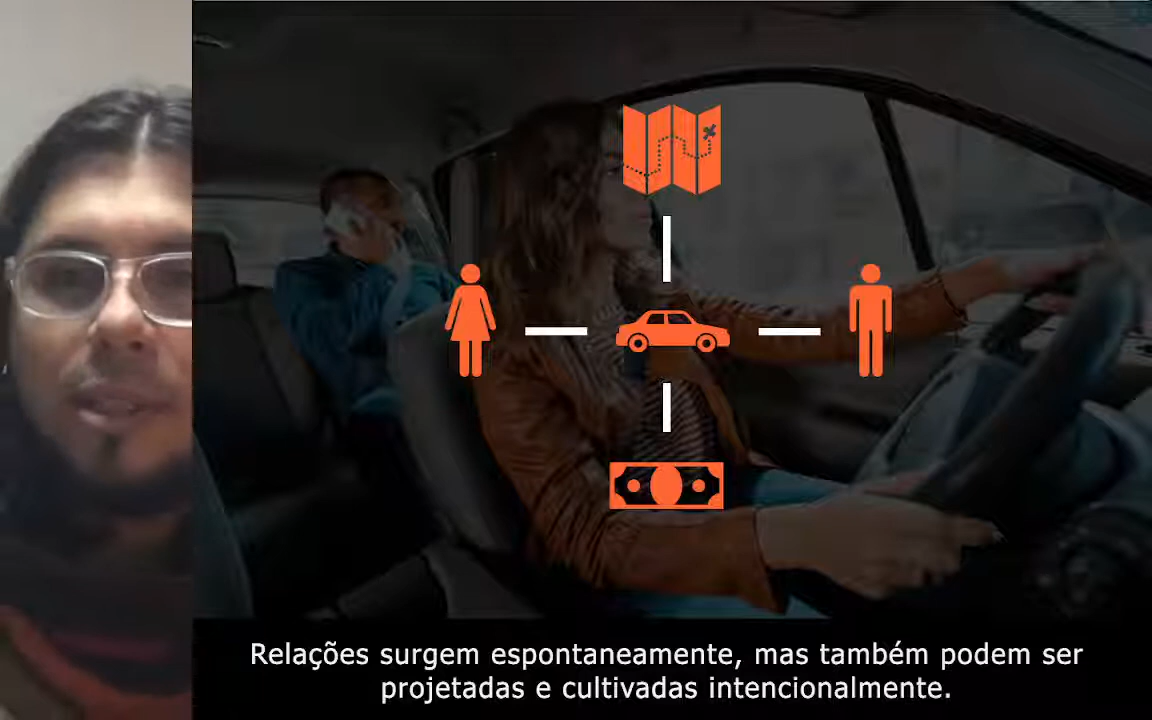 Relações surgem espontaneamente, mas também podem ser
projetadas e cultivadas intencionalmente.